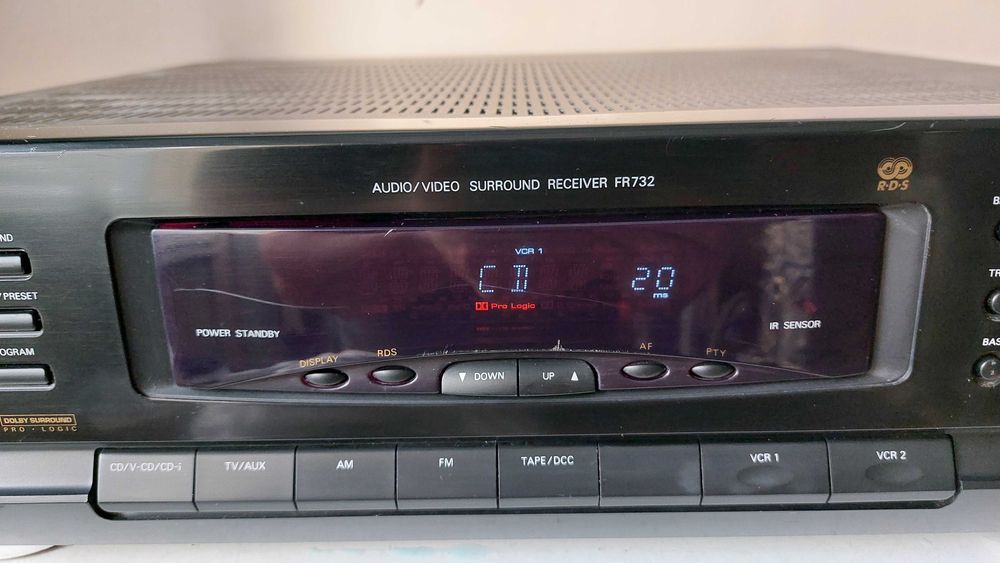 AUDIO/VIDEO SURROUND RECEIVER FR732
R·D·S
VCR 1
CD 20
ms
Pro Logic
POWER STANDBY
IR SENSOR
DISPLAY
RDS
AF
PTY
▼ DOWN
UP ▲
ND
/PRESET
OGRAM
B
TR
BAS
DOLBY SURROUND
PRO · LOGIC
CD/V-CD/CD-i
TV/AUX
AM
FM
TAPE/DCC
VCR 1
VCR 2